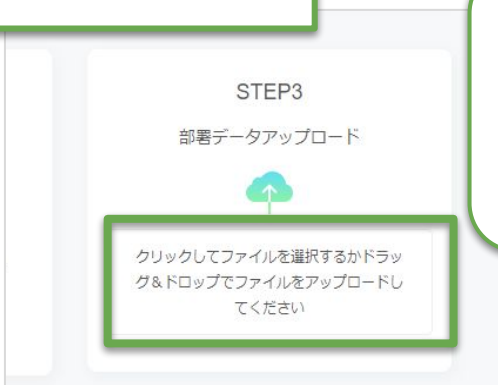 STEP3
部署データアップロード
クリックしてファイルを選択するかドラッ
グ&ドロップでファイルをアップロードし
てください